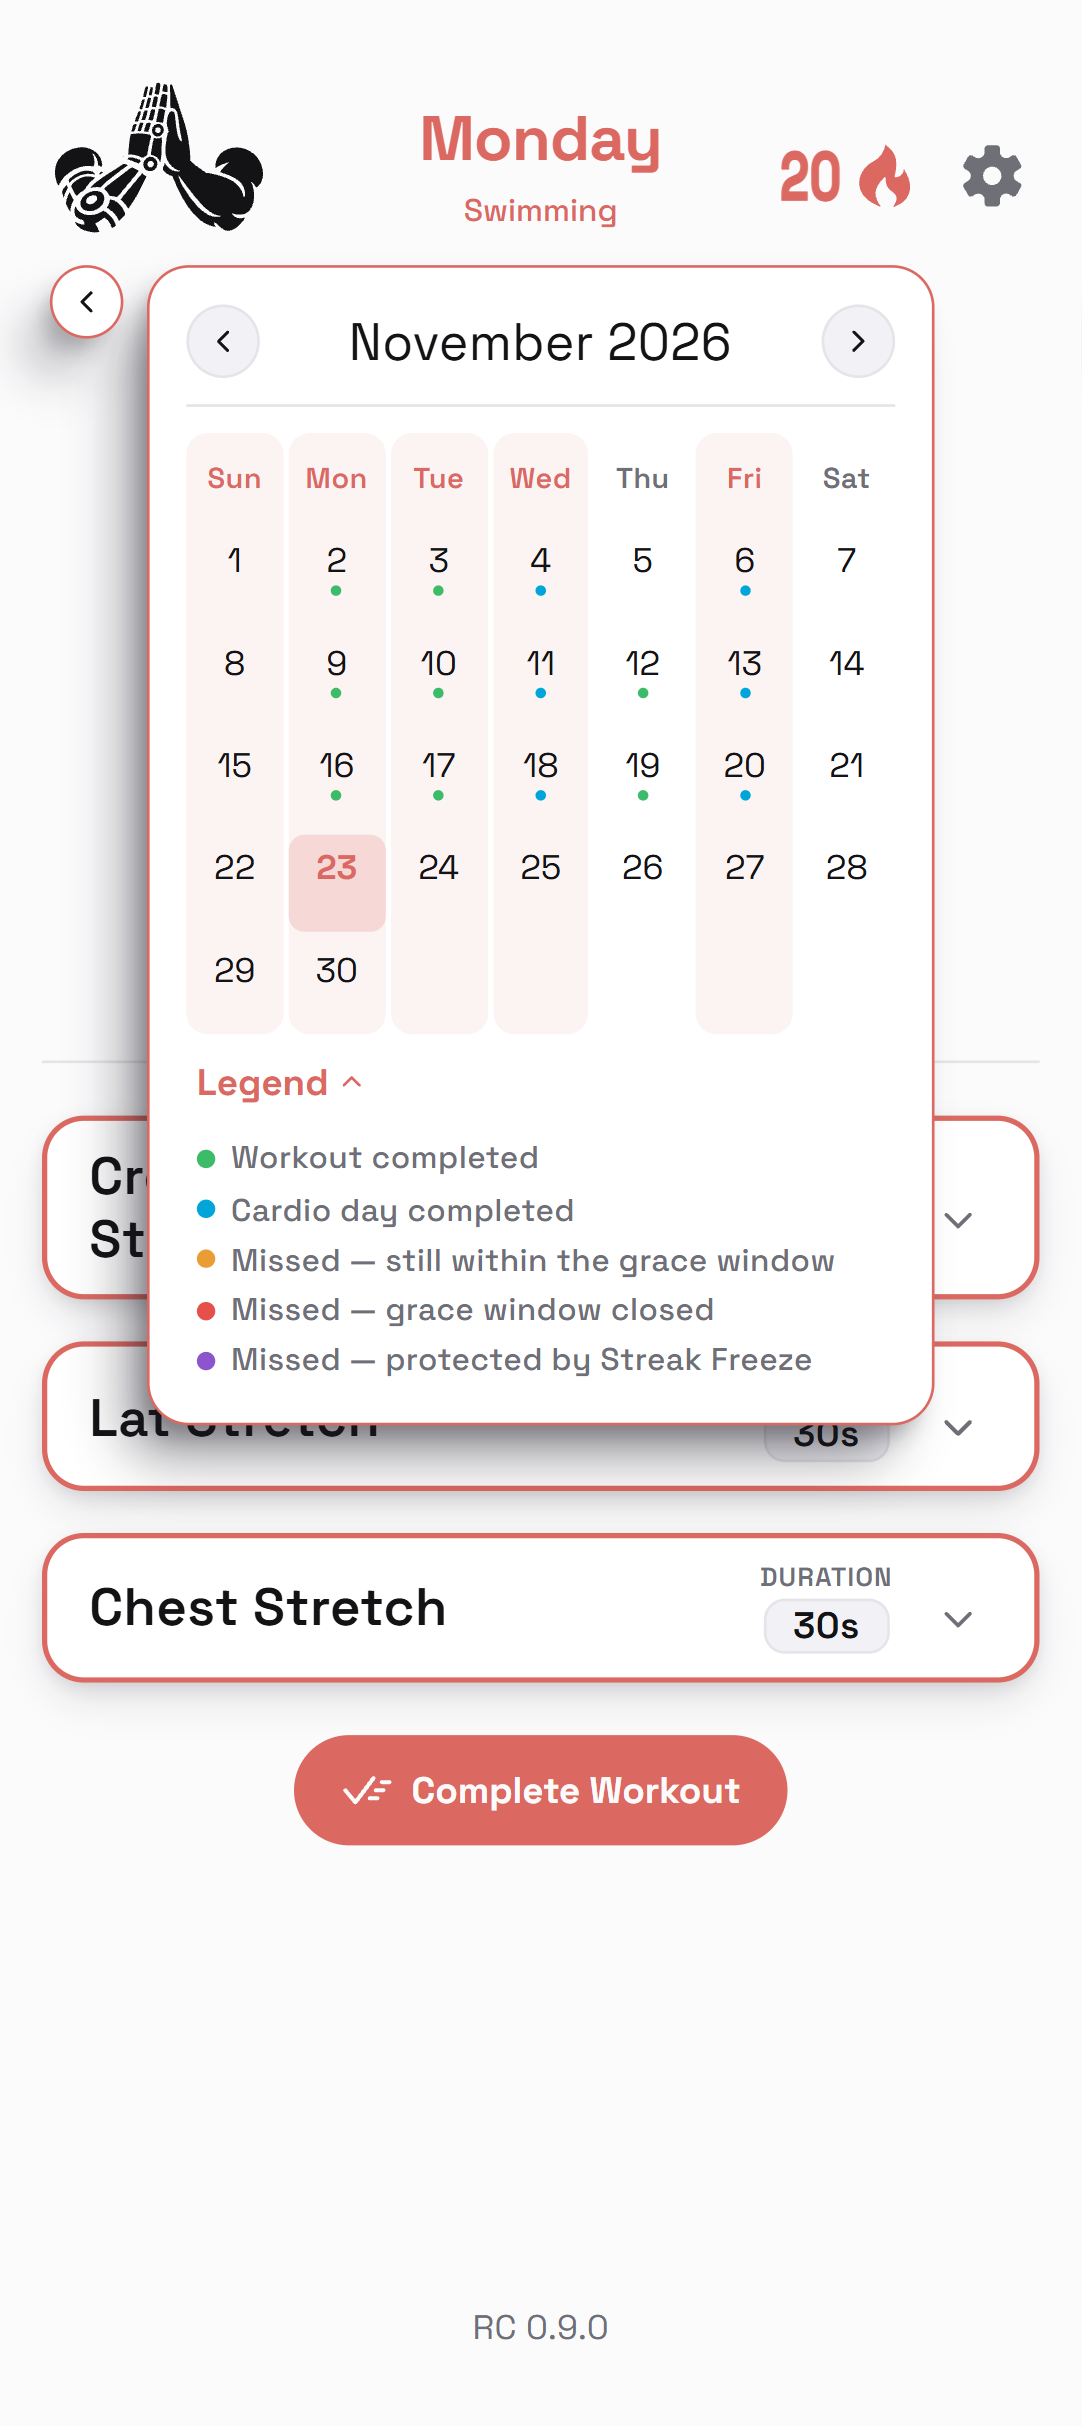 Monday
Swimming
20
November 2026
Sun Mon Tue Wed Thu Fri Sat
1 2 3 4 5 6 7
8 9 10 11 12 13 14
15 16 17 18 19 20 21
22 23 24 25 26 27 28
29 30
Legend
Workout completed
Cardio day completed
Missed — still within the grace window
Missed — grace window closed
Missed — protected by Streak Freeze
Lat Stretch
30s
Chest Stretch
DURATION
30s
Complete Workout
RC 0.9.0